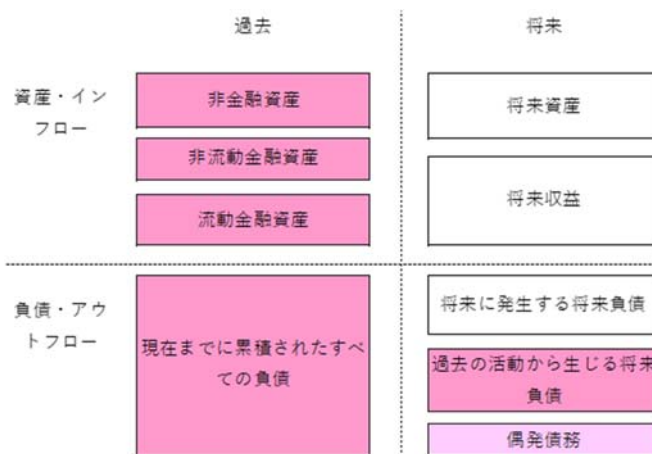 過去
将来
資産・イン
フロー
非金融資産
非流動金融資産
流動金融資産
将来資産
将来収益
負債・アウ
トフロー
現在までに累積されたすべ
ての負債
将来に発生する将来負債
過去の活動から生じる将来
負債
偶発債務